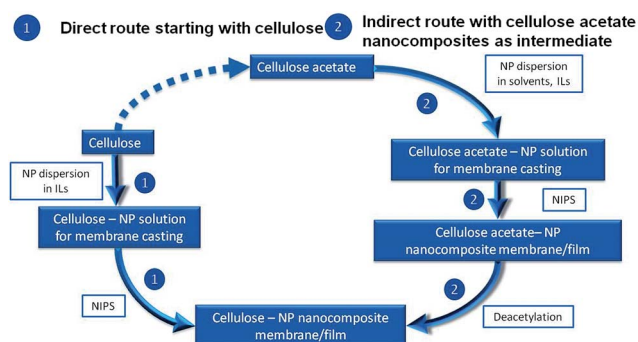 1 Direct route starting with cellulose
2 Indirect route with cellulose acetate
nanocomposites as intermediate
Cellulose acetate
NP dispersion
in solvents, ILs
2
Cellulose
Cellulose acetate – NP solution
for membrane casting
NP dispersion
in ILs
1
2
NIPS
Cellulose – NP solution
for membrane casting
Cellulose acetate– NP
nanocomposite membrane/film
1
2
NIPS
Cellulose – NP nanocomposite
membrane/film
Deacetylation